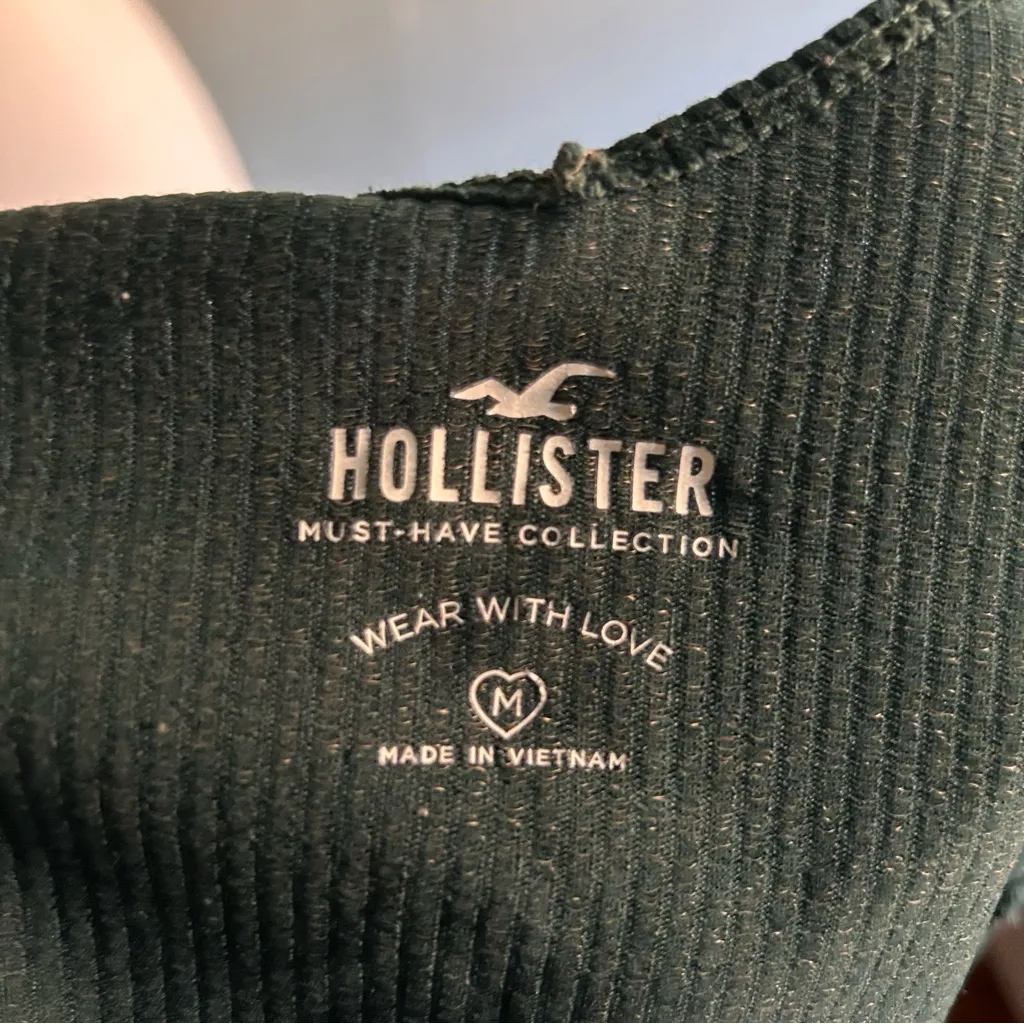 HOLLISTER
MUST-HAVE COLLECTION
WEAR WITH LOVE
M
MADE IN VIETNAM